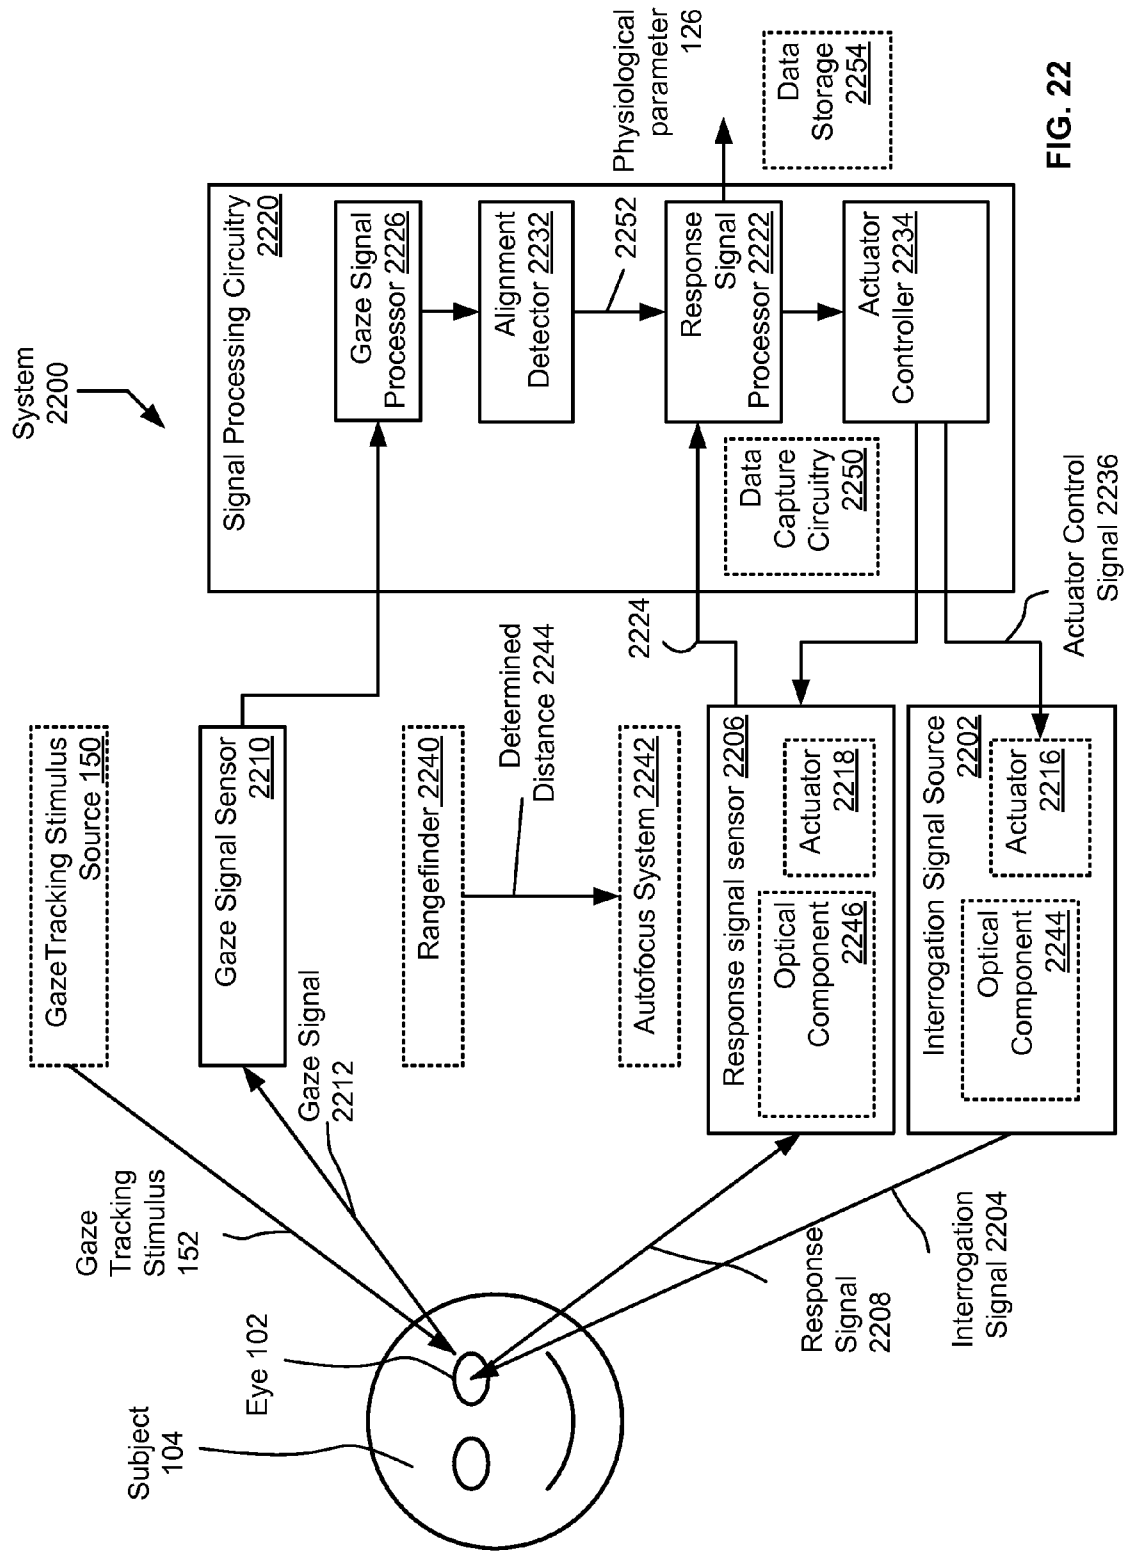 System
2200
Signal Processing Circuitry
2220
GazeTracking Stimulus
Source 150
Gaze Signal Sensor
2210
Gaze Signal
Processor 2226
Alignment
Detector 2232
2252
Response
Signal
Processor 2222
Physiological
parameter
126
Data
Storage
2254
Actuator
Controller 2234
Data
Capture
Circuitry
2250
2224
Rangefinder 2240
Determined
Distance 2244
Autofocus System 2242
Response signal sensor 2206
Optical
Component
2246
Actuator
2218
Interrogation Signal Source
2202
Optical
Component
2244
Actuator
2216
Actuator Control
Signal 2236
Gaze
Tracking
Stimulus
152
Gaze Signal
2212
Subject
104
Eye 102
Response
Signal
2208
Interrogation
Signal 2204
FIG. 22